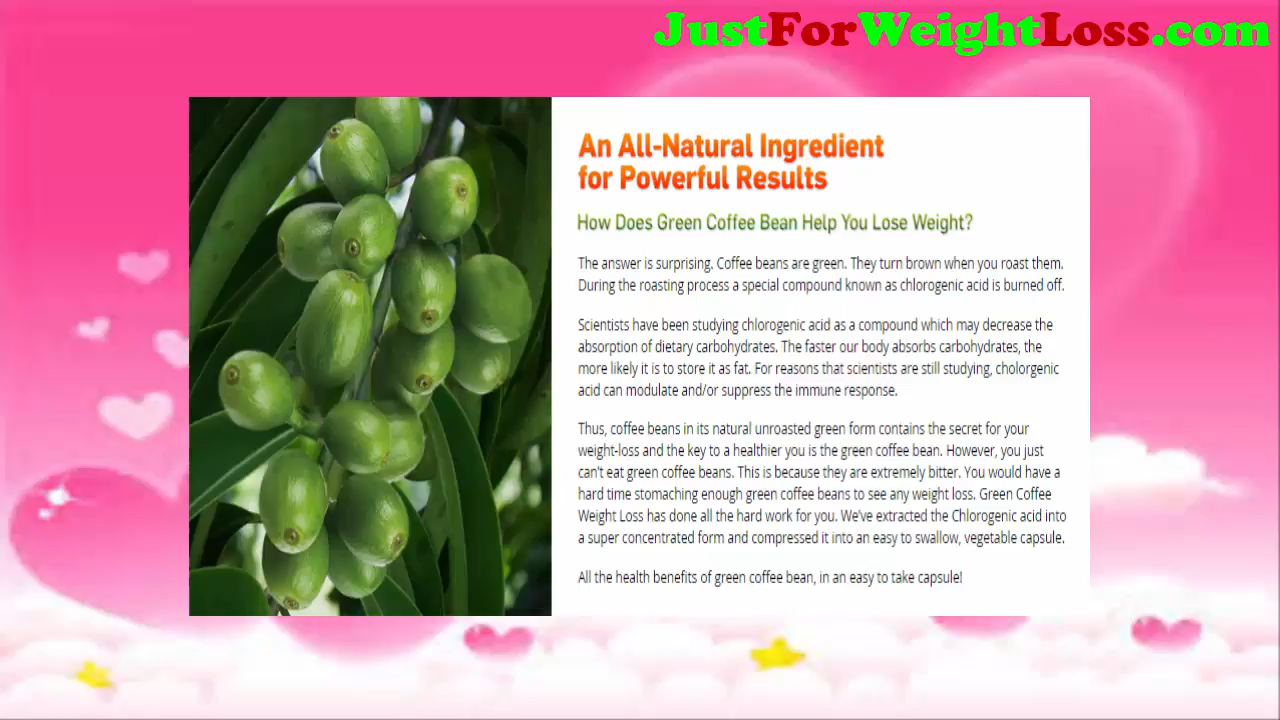 JustForWeightLoss.com
An All-Natural Ingredient
for Powerful Results
How Does Green Coffee Bean Help You Lose Weight?
The answer is surprising. Coffee beans are green. They turn brown when you roast them.
During the roasting process a special compound known as chlorogenic acid is burned off.
Scientists have been studying chlorogenic acid as a compound which may decrease the
absorption of dietary carbohydrates. The faster our body absorbs carbohydrates, the
more likely it is to store it as fat. For reasons that scientists are still studying, cholorgenic
acid can modulate and/or suppress the immune response.
Thus, coffee beans in its natural unroasted green form contains the secret for your
weight-loss and the key to a healthier you is the green coffee bean. However, you just
can't eat green coffee beans. This is because they are extremely bitter. You would have a
hard time stomaching enough green coffee beans to see any weight loss. Green Coffee
Weight Loss has done all the hard work for you. We've extracted the Chlorogenic acid into
a super concentrated form and compressed it into an easy to swallow, vegetable capsule.
All the health benefits of green coffee bean, in an easy to take capsule!